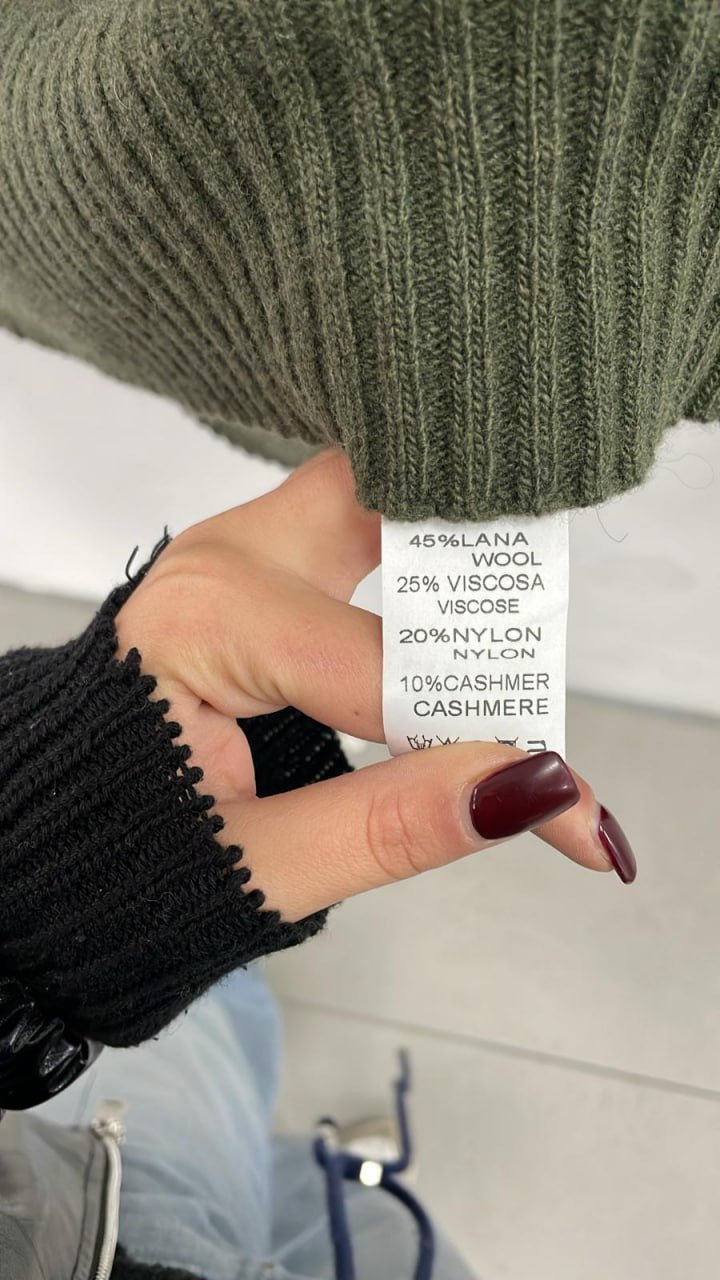 45%LANA
WOOL
25% VISCOSA
VISCOSE
20%NYLON
NYLON
10%CASHMER
CASHMERE